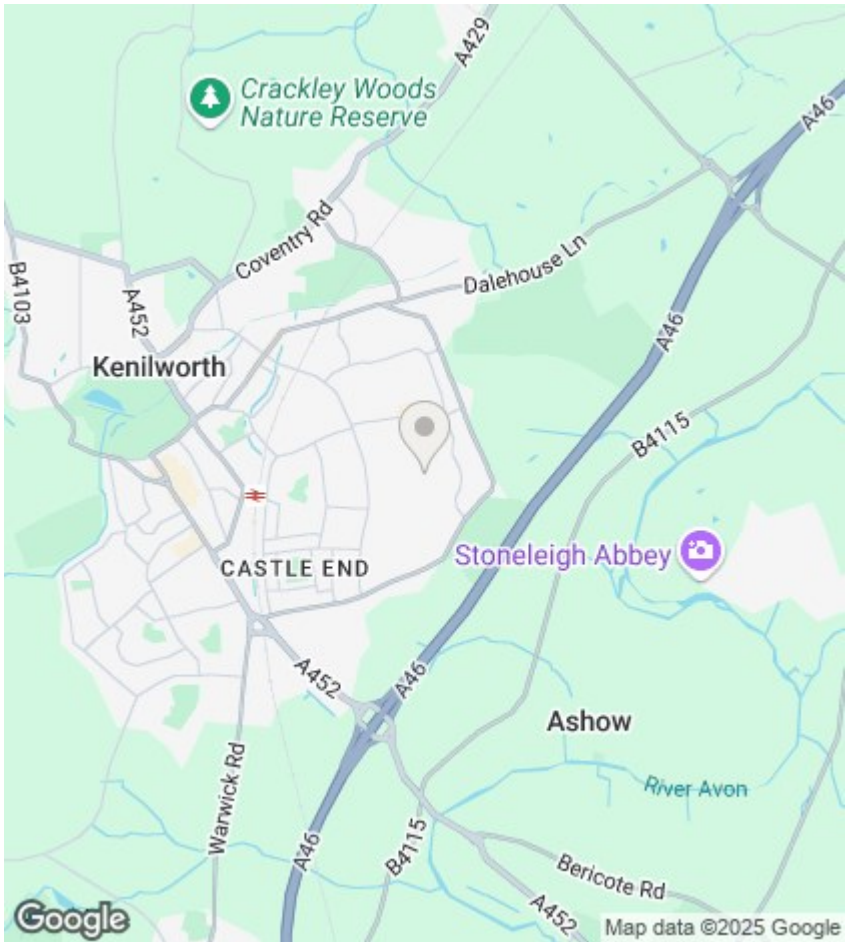 A429
Crackley Woods
Nature Reserve
A46
Coventry Rd
Dalehouse Ln
B4103
A452
A46
Kenilworth
B4115
Stoneleigh Abbey
CASTLE END
A452
A46
Ashow
Warwick Rd
River Avon
A46
B4115
Bericote Rd
A452
Google
Map data ©2025 Google